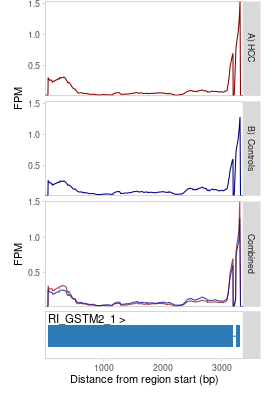 1.5
1.0
0.5
A) HCC
FPM
1.5
1.0
0.5
B) Controls
1.5
1.0
0.5
Combined
FPM
RI_GSTM2_1 >
1000 2000 3000
Distance from region start (bp)